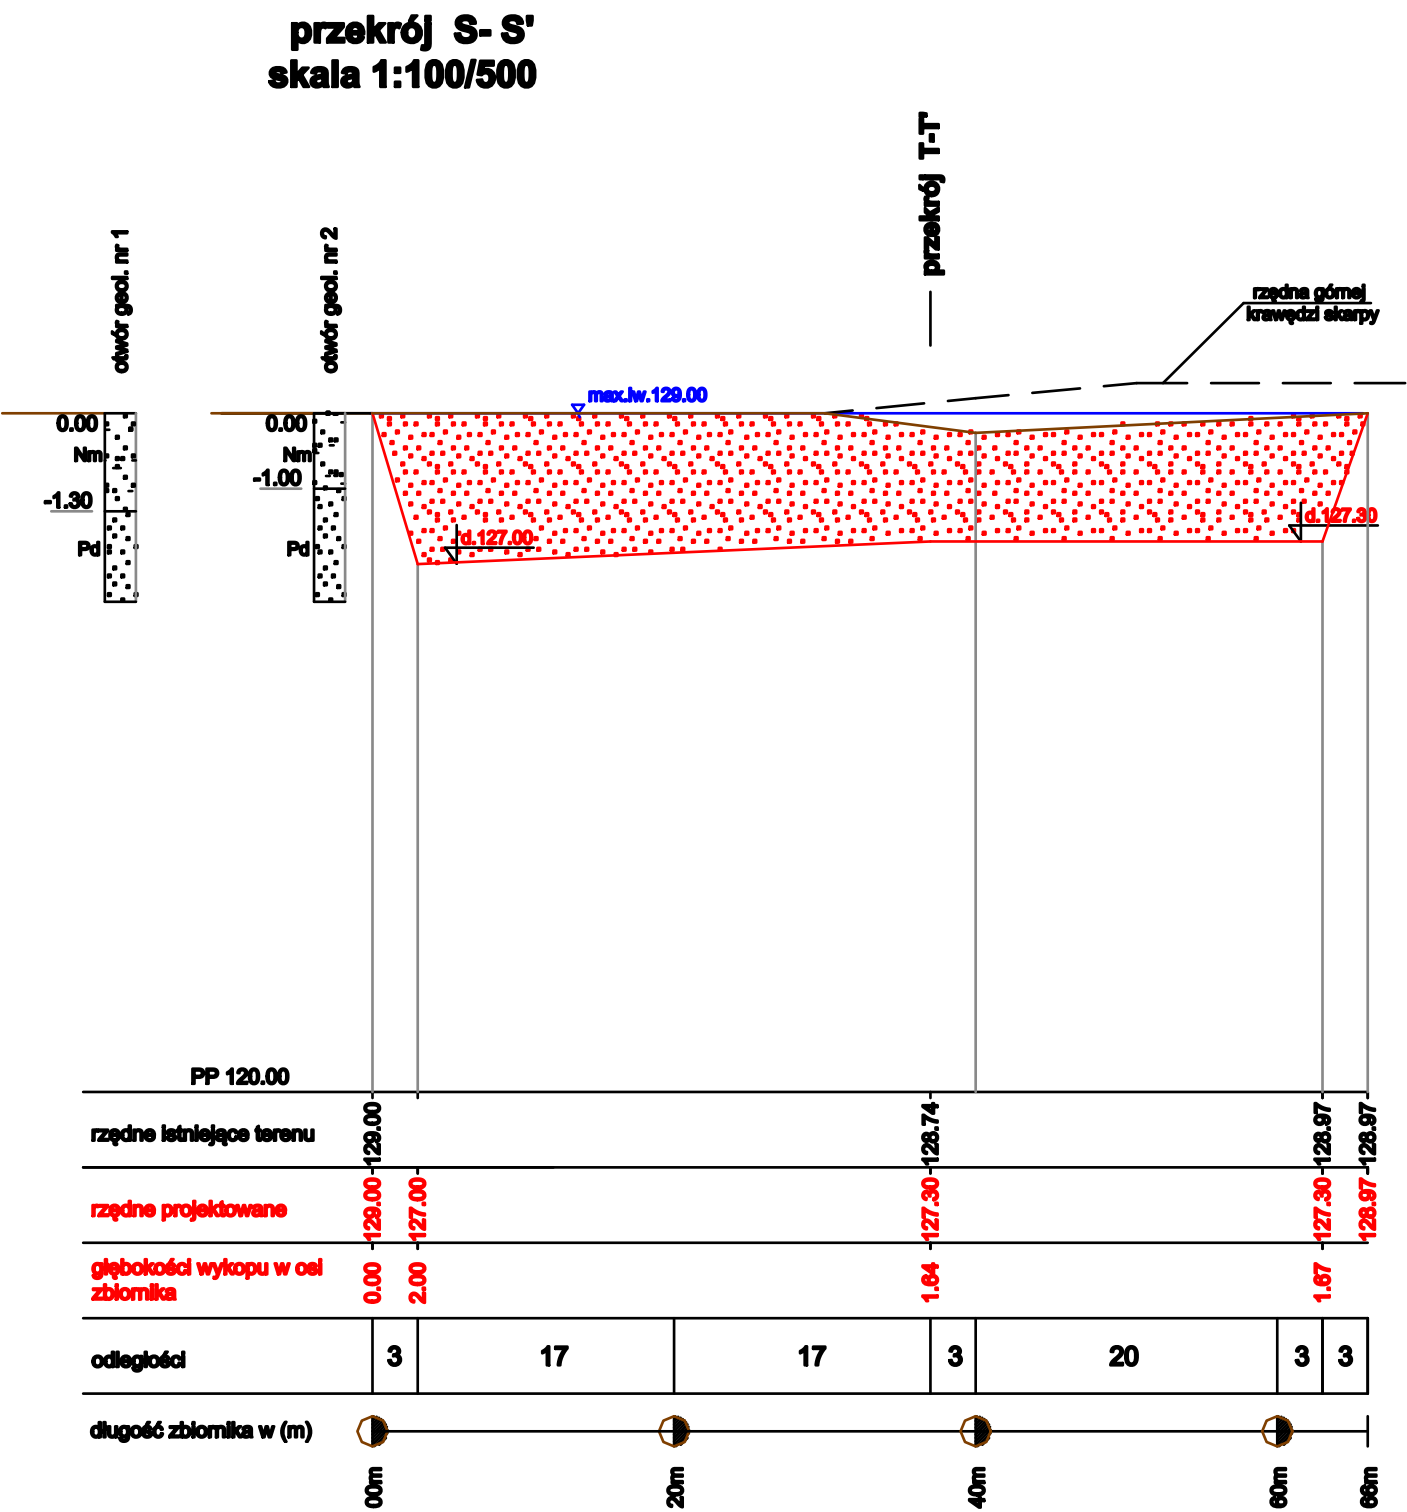 przekrój S- S'
skala 1:100/500
przekrój T-T'
otwór geol. nr 1
otwór geol. nr 2
rzędna górnej
krawędzi skarpy
max.lw.129.00
0.00
Nm
-1.30
Pd
0.00
Nm
-1.00
Pd
d.127.00
d.127.30
PP 120.00
rzędne istniejące terenu
129.00
128.74
128.97
128.97
rzędne projektowane
129.00
127.00
127.30
127.30
128.97
głębokości wykopu w osi
zbiornika
0.00
2.00
1.64
1.67
odległości
3
17
17
3
20
3
3
długość zbiornika w (m)
00m
20m
40m
60m
66m